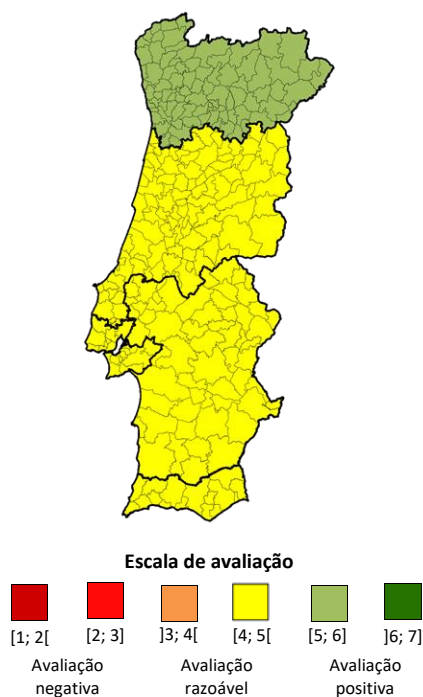 Escala de avaliação
[1; 2[ [2; 3] ]3; 4[ [4; 5[ [5; 6] ]6; 7]
Avaliação negativa
Avaliação razoável
Avaliação positiva